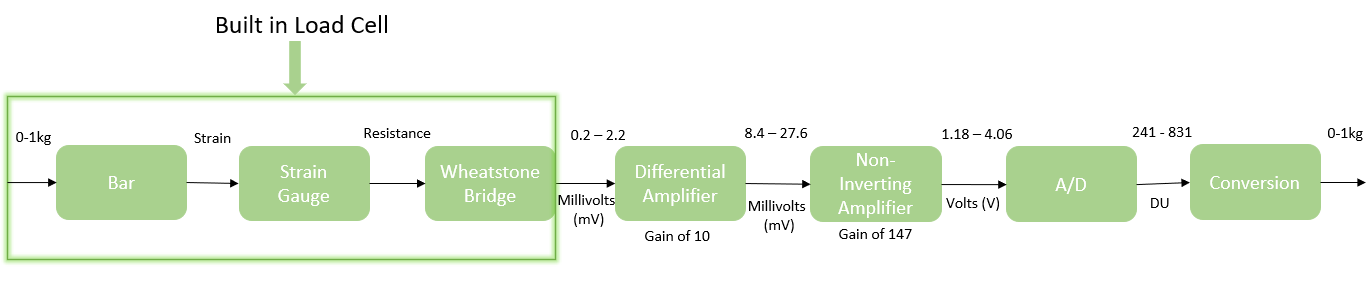 Built in Load Cell
0-1kg
Bar
Strain
Strain
Gauge
Resistance
Wheatstone
Bridge
0.2 – 2.2
Millivolts
(mV)
Differential
Amplifier
Gain of 10
8.4 – 27.6
Millivolts
(mV)
Non-
Inverting
Amplifier
Gain of 147
1.18 – 4.06
Volts (V)
A/D
241 - 831
DU
Conversion
0-1kg